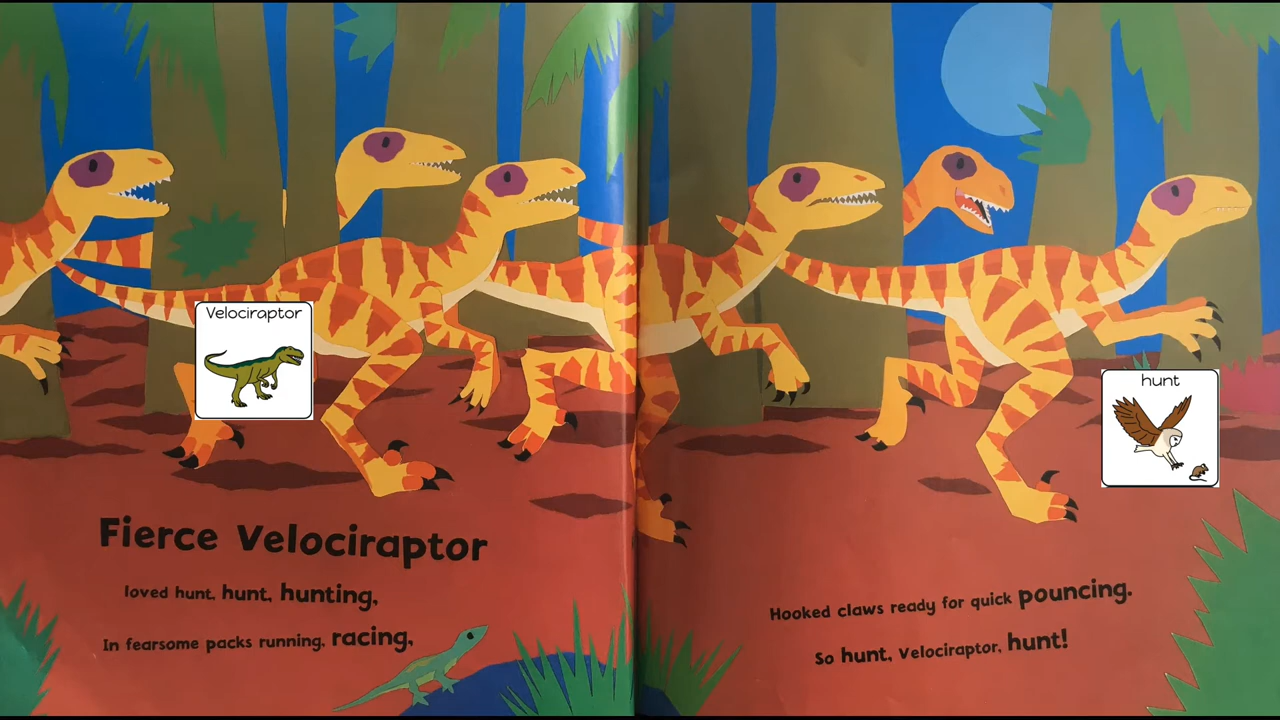 Velociraptor
hunt
Fierce Velociraptor
loved hunt, hunt, hunting,
In fearsome packs running, racing,
Hooked claws ready for quick pouncing.
So hunt, Velociraptor, hunt!